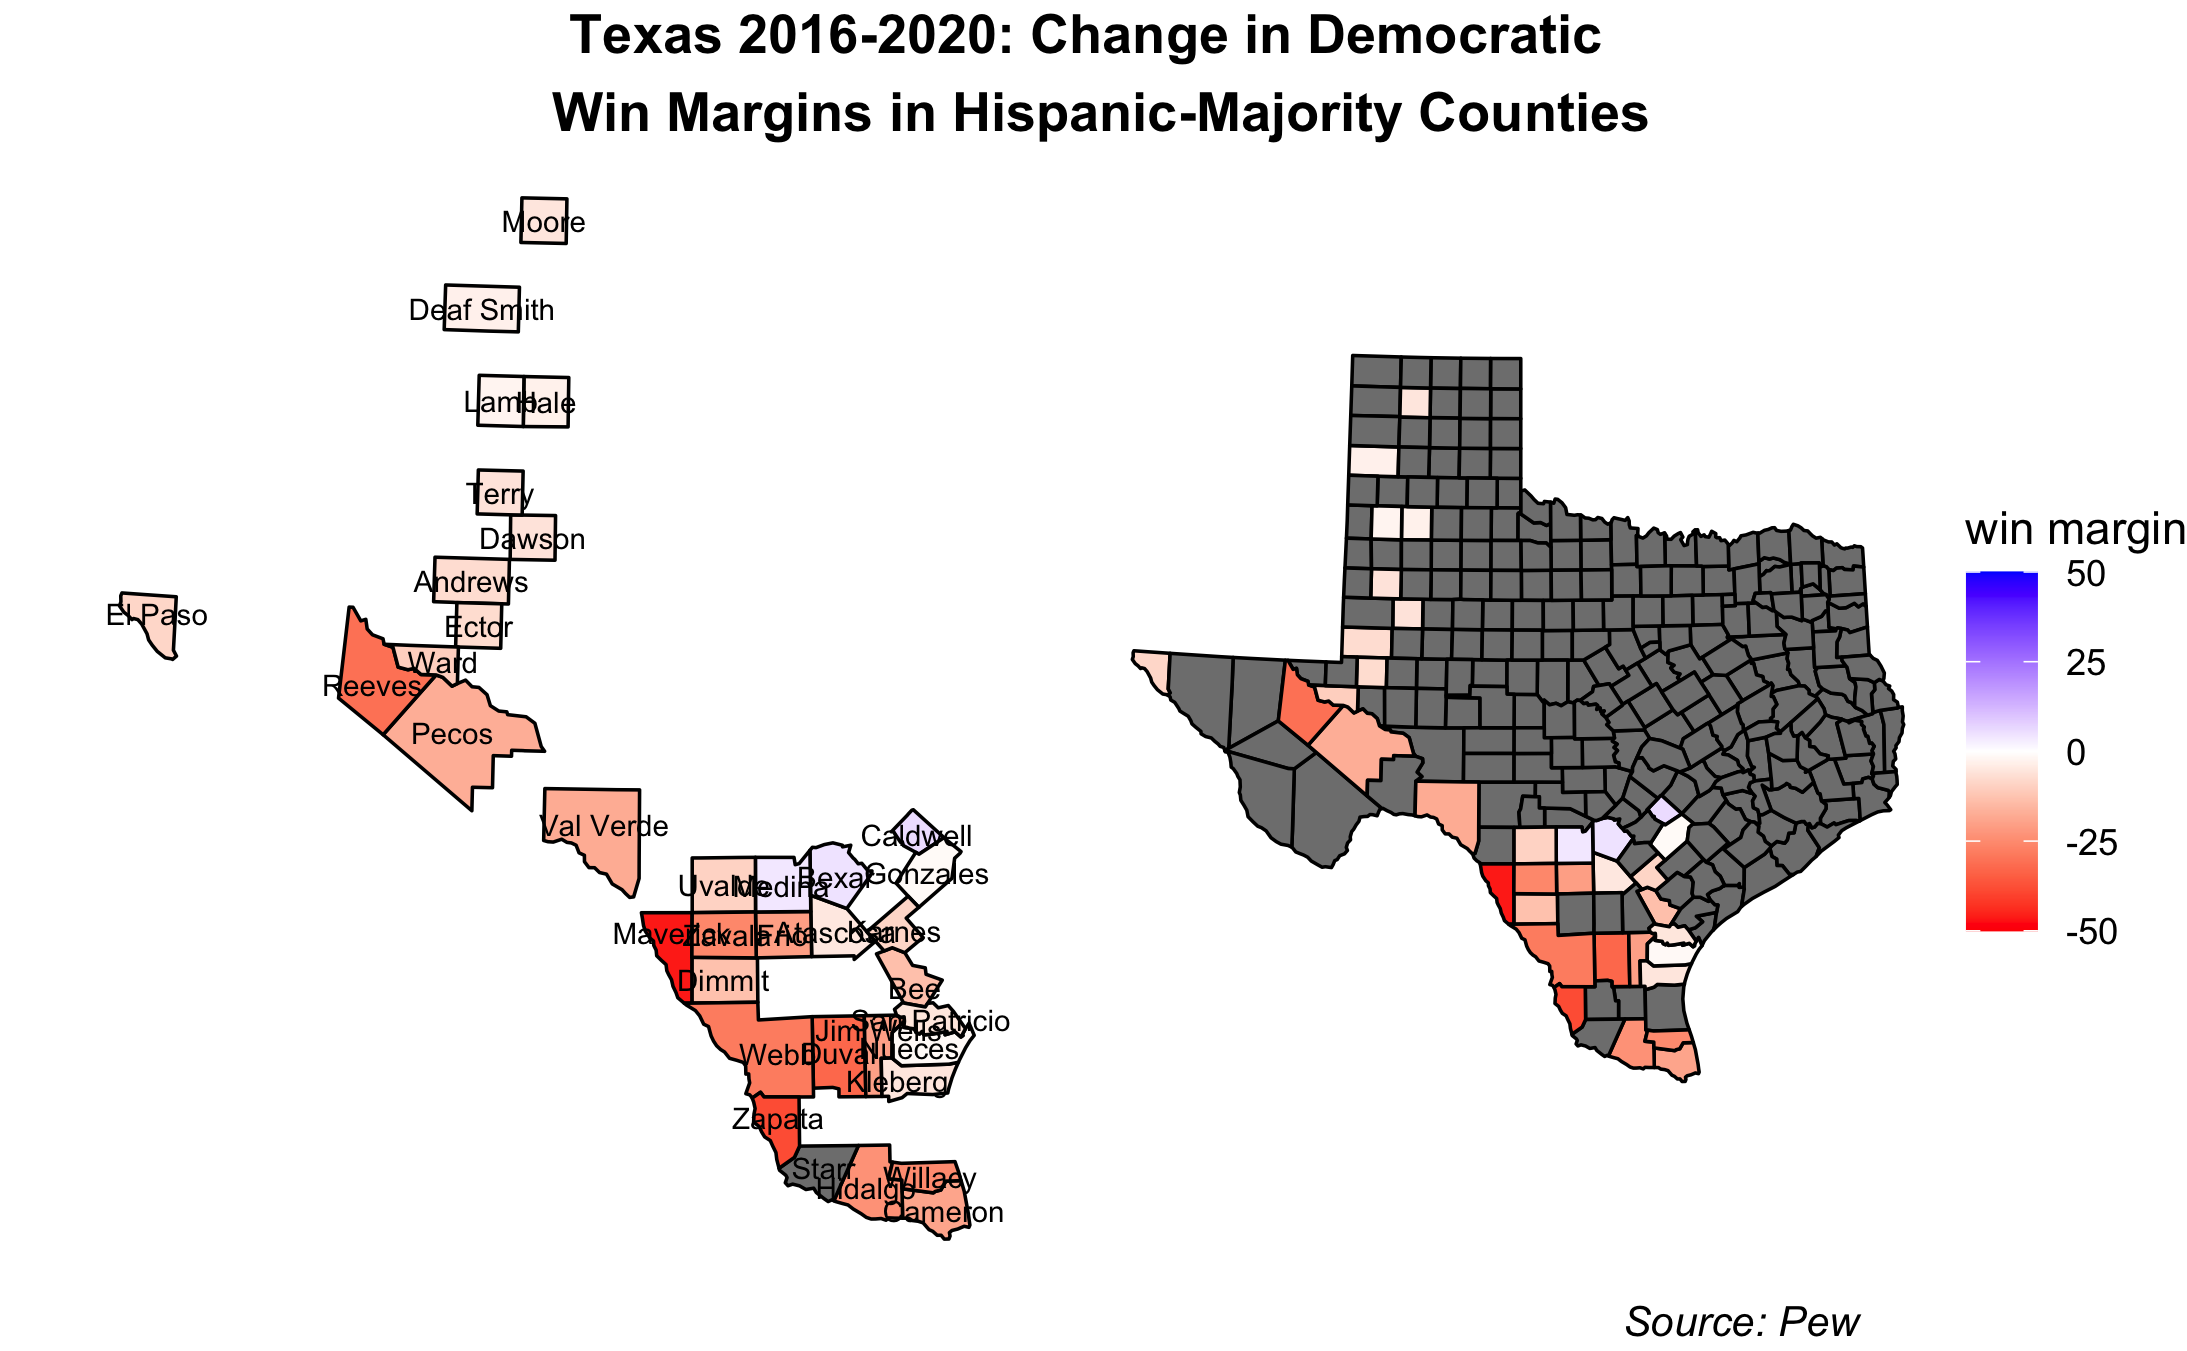 Texas 2016-2020: Change in Democratic
Win Margins in Hispanic-Majority Counties
Moore
Deaf Smith
Lamb
Hale
Terry
Dawson
Andrews
El Paso
Ector
Ward
Reeves
Pecos
Val Verde
Caldwell
Uvalde
Medina
Bexar
Gonzales
Maverick
Zavala
Frio
Atascosa
Karnes
Dimmit
Bee
San Patricio
Jim Wells
Webb
Duval
Nueces
Kleberg
Zapata
Starr
Hidalgo
Willacy
Cameron
win margin
50
25
0
-25
-50
Source: Pew